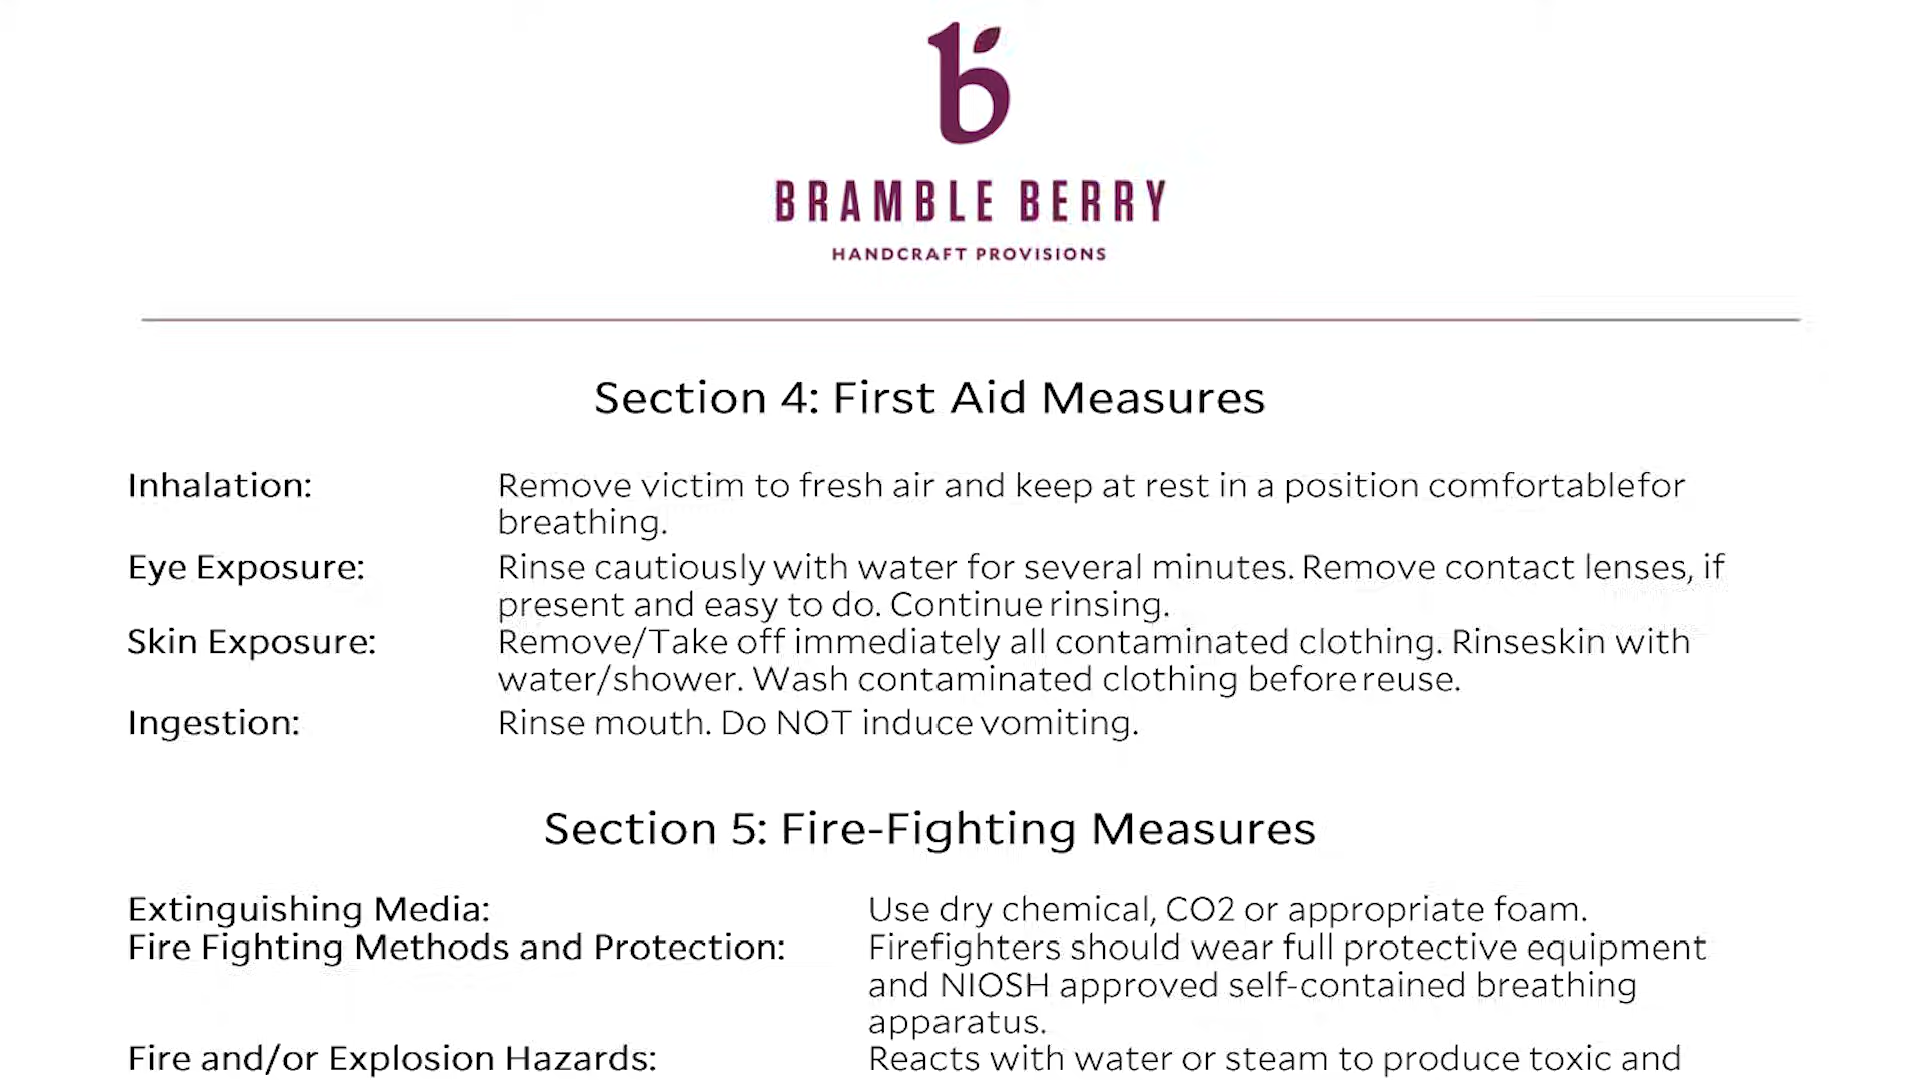 BRAMBLE BERRY
HANDCRAFT PROVISIONS
Section 4: First Aid Measures
Inhalation: Remove victim to fresh air and keep at rest in a position comfortablefor
breathing.
Eye Exposure: Rinse cautiously with water for several minutes. Remove contact lenses, if
present and easy to do. Continue rinsing.
Skin Exposure: Remove/Take off immediately all contaminated clothing. Rinseskin with
water/shower. Wash contaminated clothing before reuse.
Ingestion: Rinse mouth. Do NOT induce vomiting.
Section 5: Fire-Fighting Measures
Extinguishing Media: Use dry chemical, CO2 or appropriate foam.
Fire Fighting Methods and Protection: Firefighters should wear full protective equipment
and NIOSH approved self-contained breathing
apparatus.
Fire and/or Explosion Hazards: Reacts with water or steam to produce toxic and